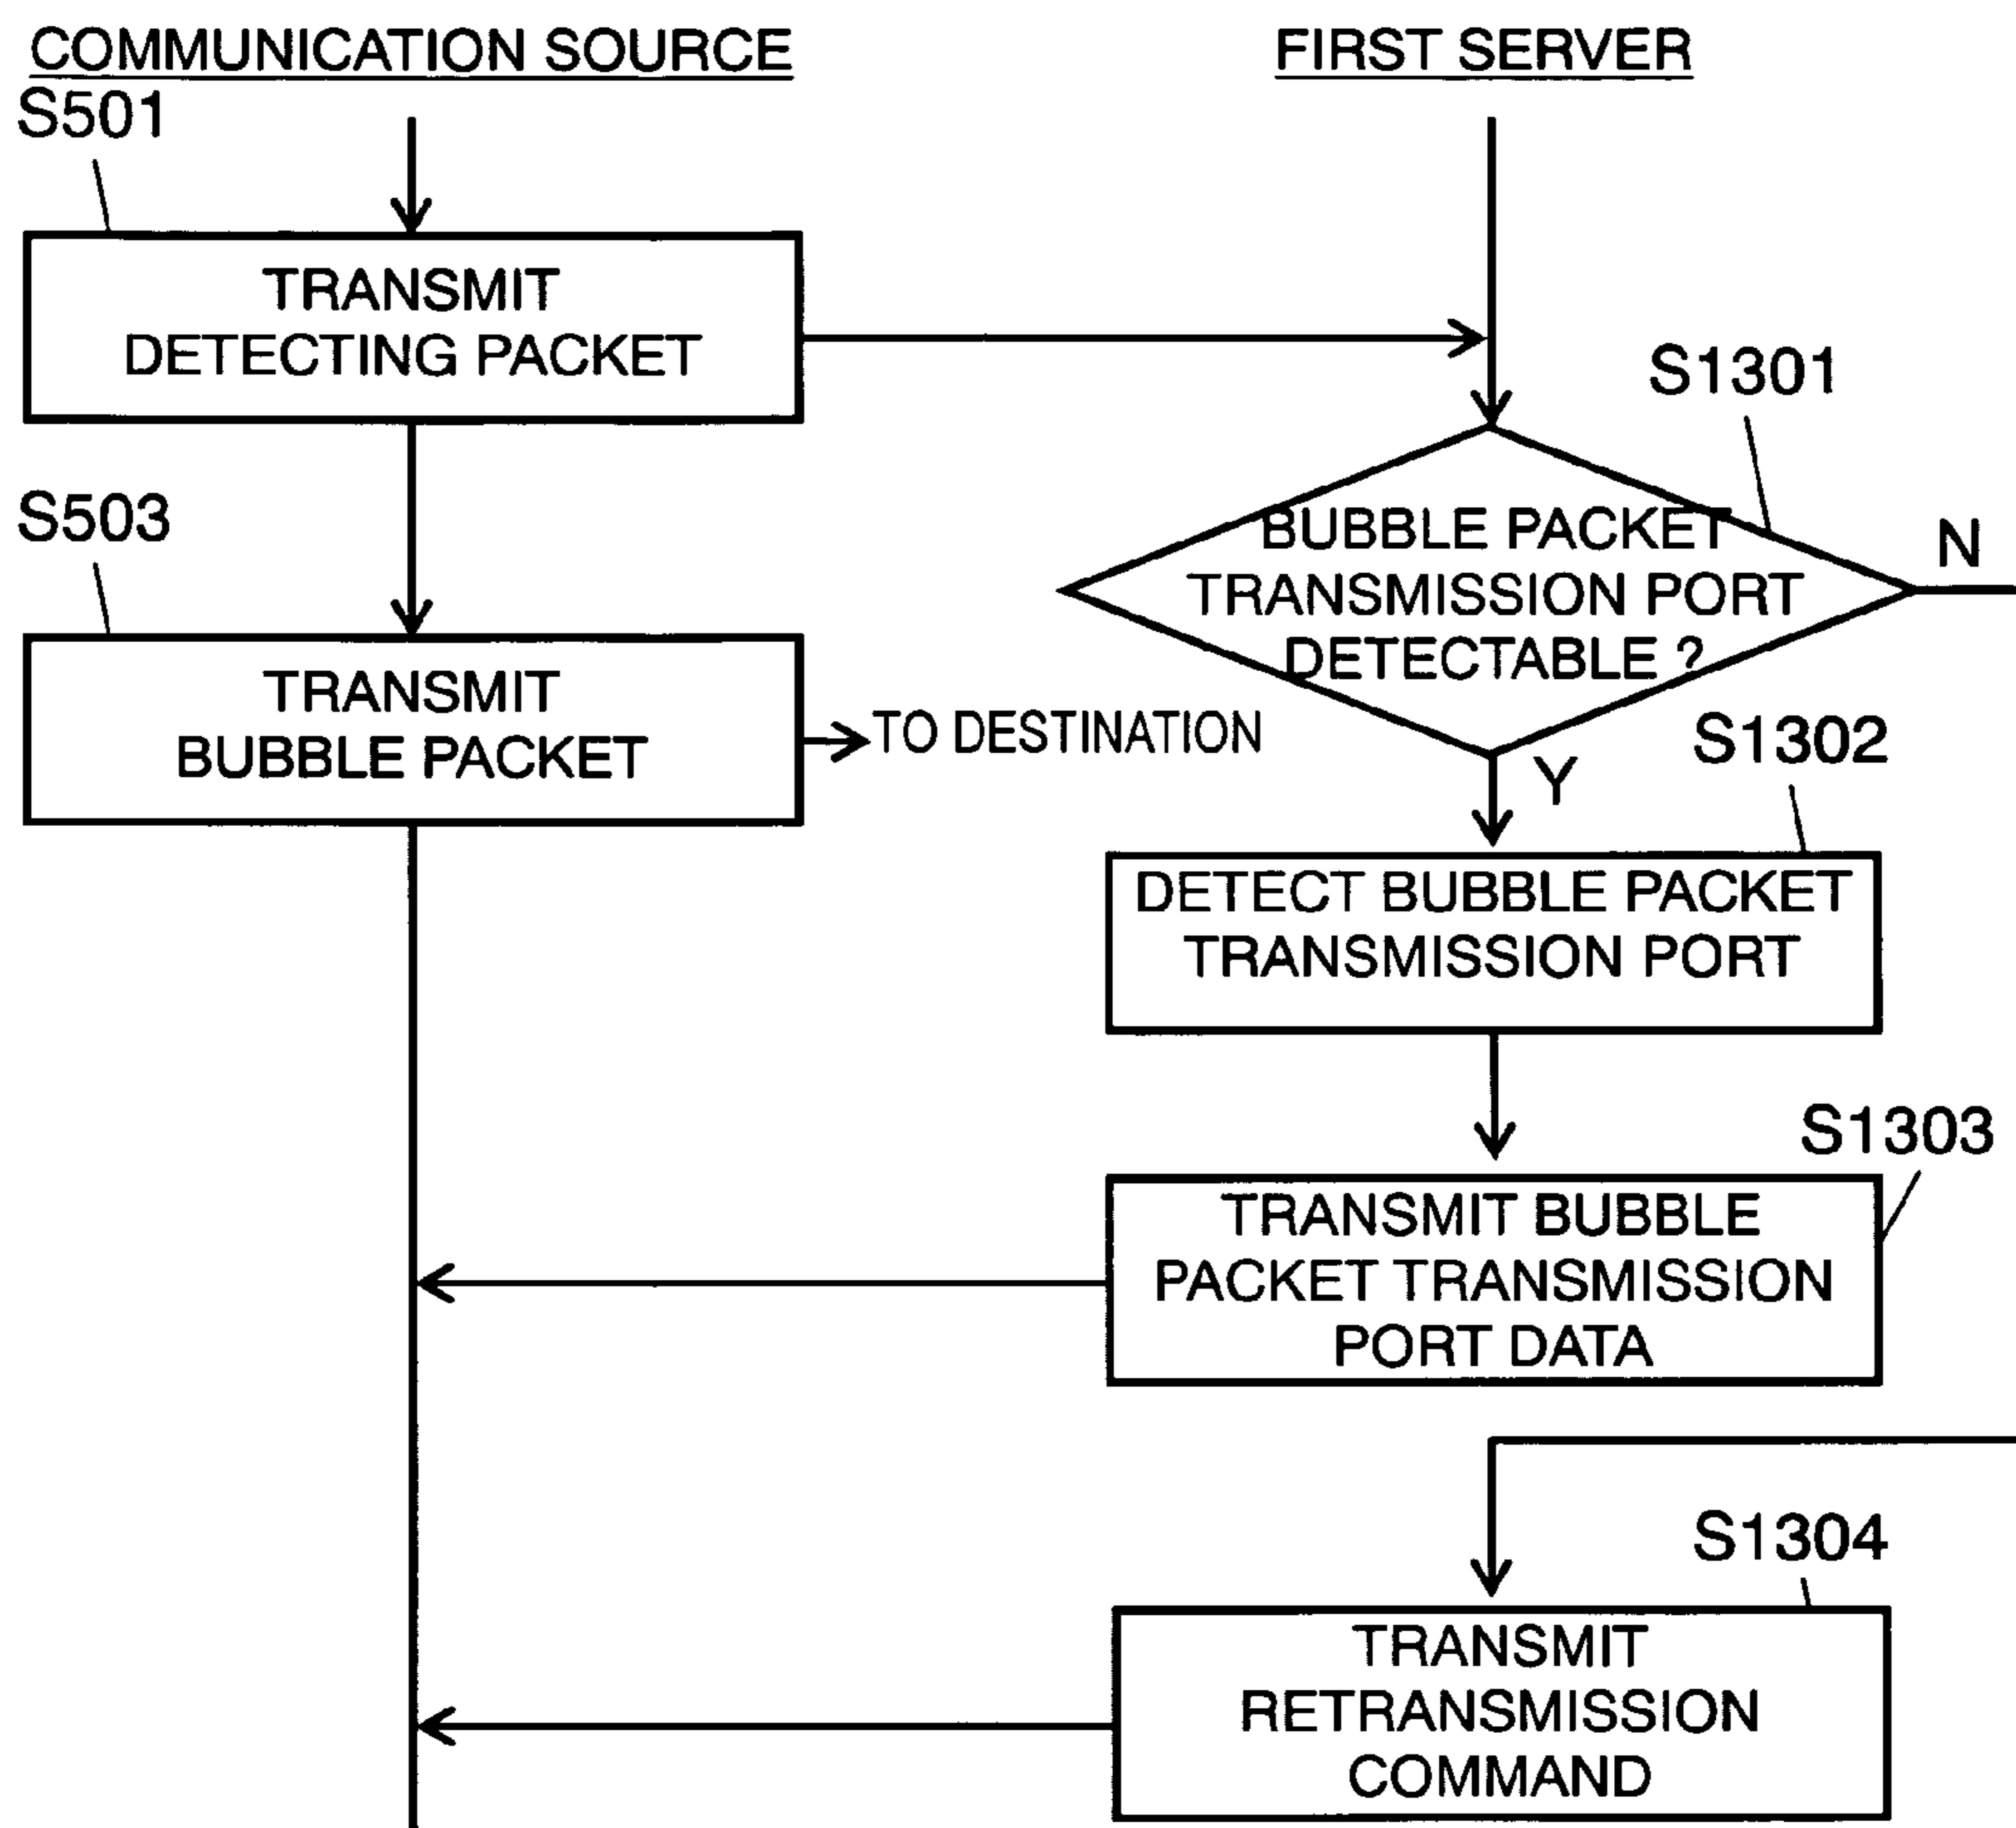 COMMUNICATION SOURCE
FIRST SERVER
S501
TRANSMIT
DETECTING PACKET
S1301
S503
BUBBLE PACKET
TRANSMISSION PORT
DETECTABLE ?
N
TRANSMIT
BUBBLE PACKET
TO DESTINATION
Y
S1302
DETECT BUBBLE PACKET
TRANSMISSION PORT
S1303
TRANSMIT BUBBLE
PACKET TRANSMISSION
PORT DATA
S1304
TRANSMIT
RETRANSMISSION
COMMAND